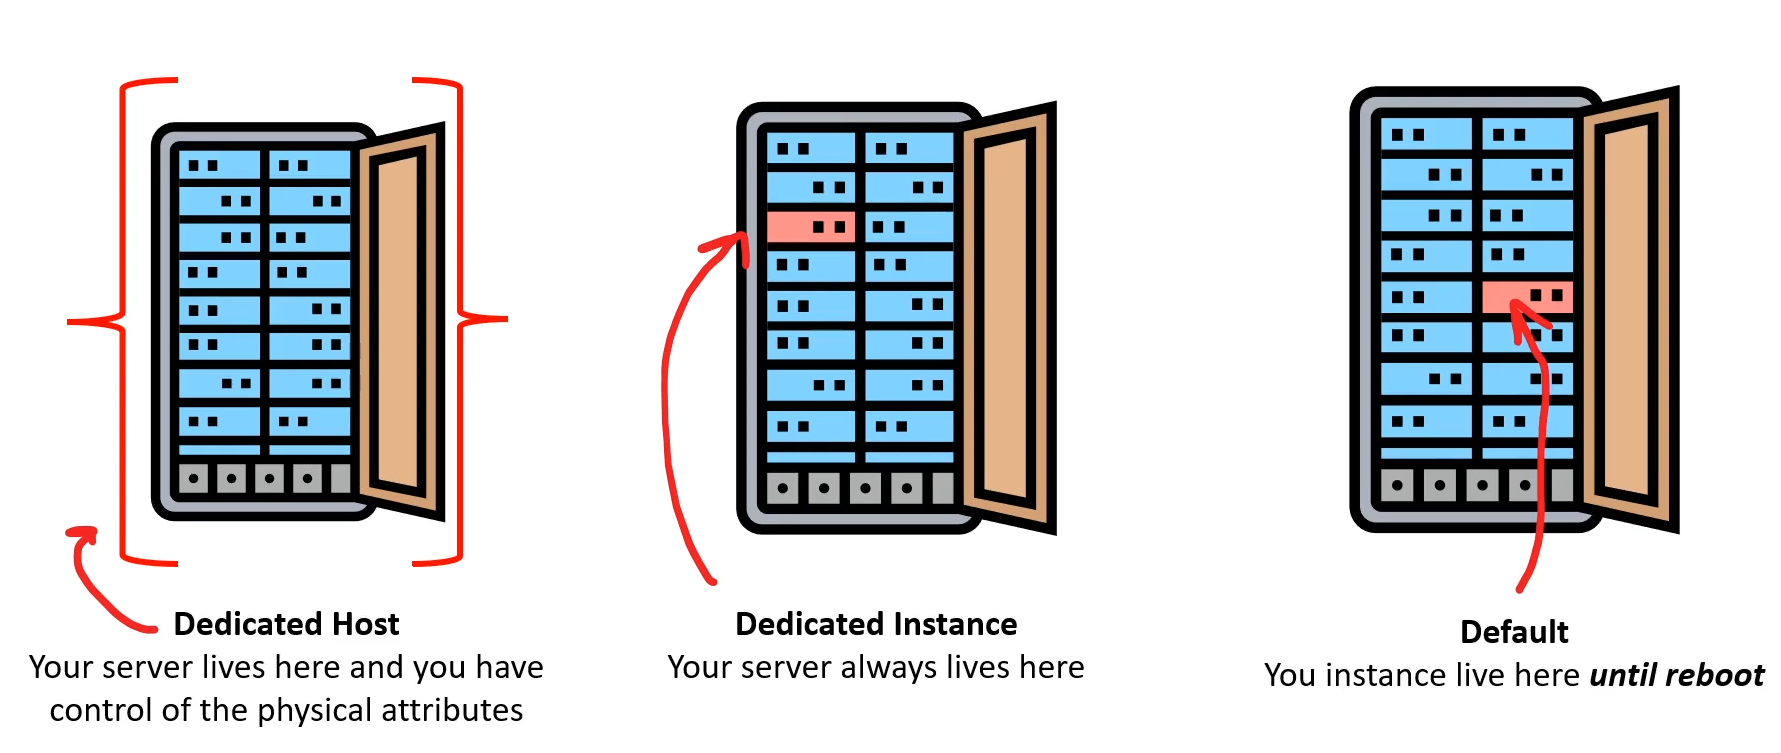 Dedicated Host
Your server lives here and you have
control of the physical attributes
Dedicated Instance
Your server always lives here
Default
You instance live here until reboot